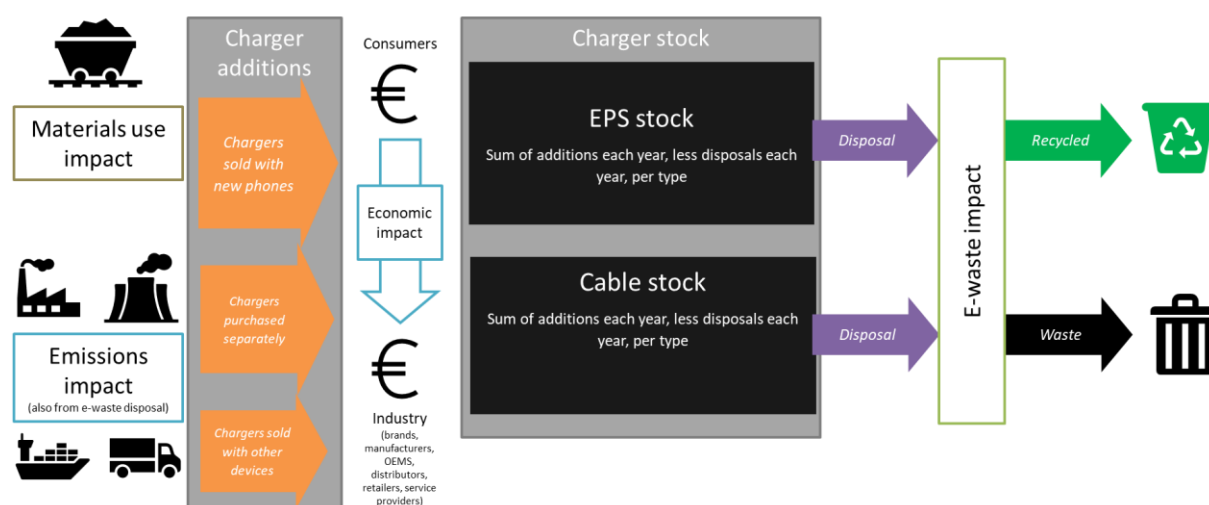 Materials use
impact
Emissions
impact
(also from e-waste disposal)
Charger
additions
Chargers
sold with
new phones
Chargers
purchased
separately
Chargers sold
with other
devices
Consumers
€
Economic
impact
€
Industry
(brands,
manufacturers,
OEMS,
distributors,
retailers, service
providers)
Charger stock
EPS stock
Sum of additions each year, less disposals each
year, per type
Cable stock
Sum of additions each year, less disposals each
year, per type
Disposal
Disposal
E-waste impact
Recycled
Waste